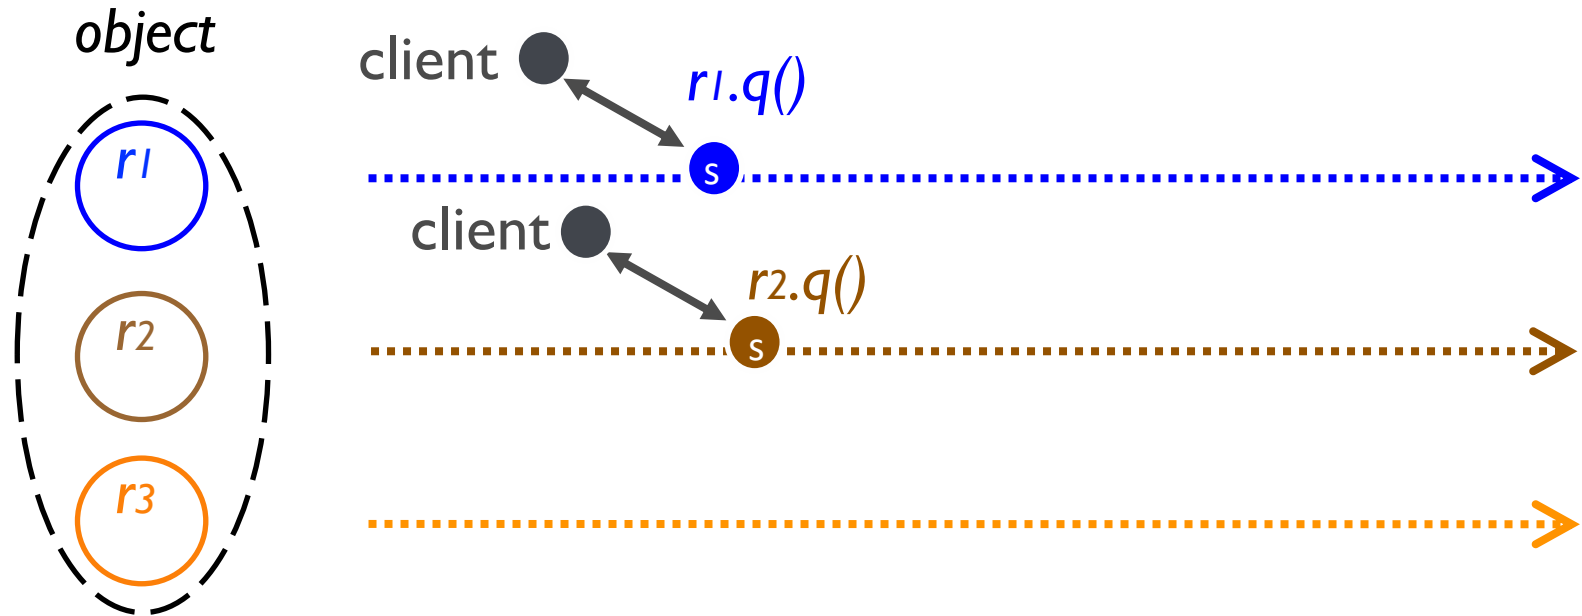 object
client
r1.q()
r1
s
client
r2.q()
r2
s
r3